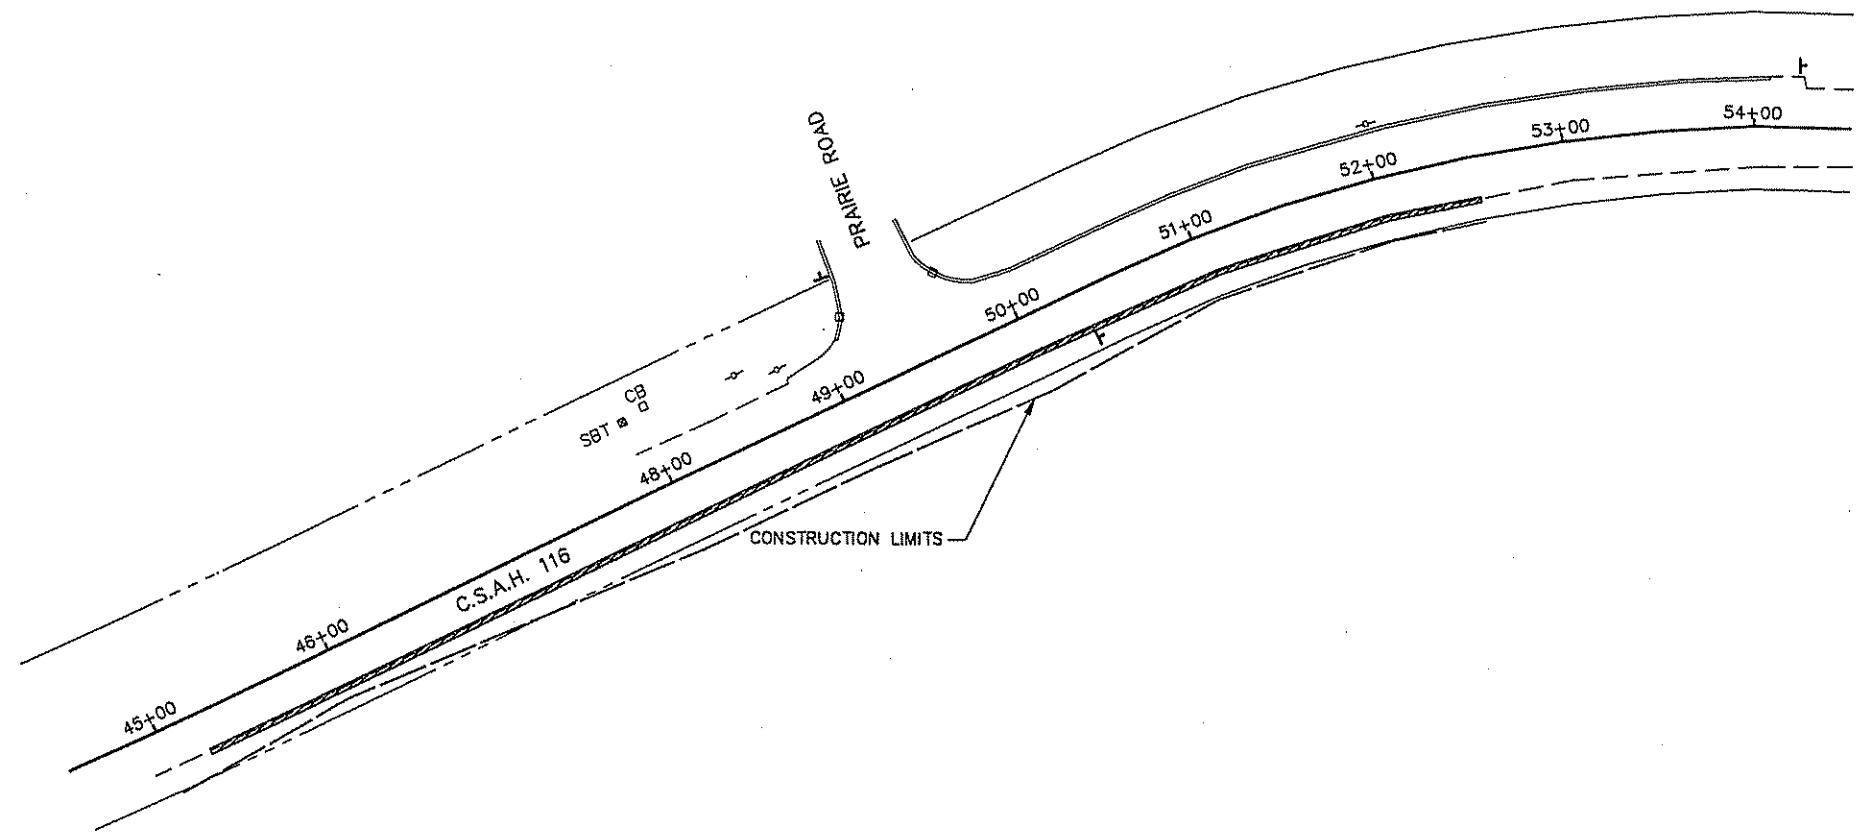 54+00
53+00
52+00
51+00
PRAIRIE ROAD
50+00
49+00
CB
SBT
48+00
CONSTRUCTION LIMITS
C.S.A.H. 116
46+00
45+00